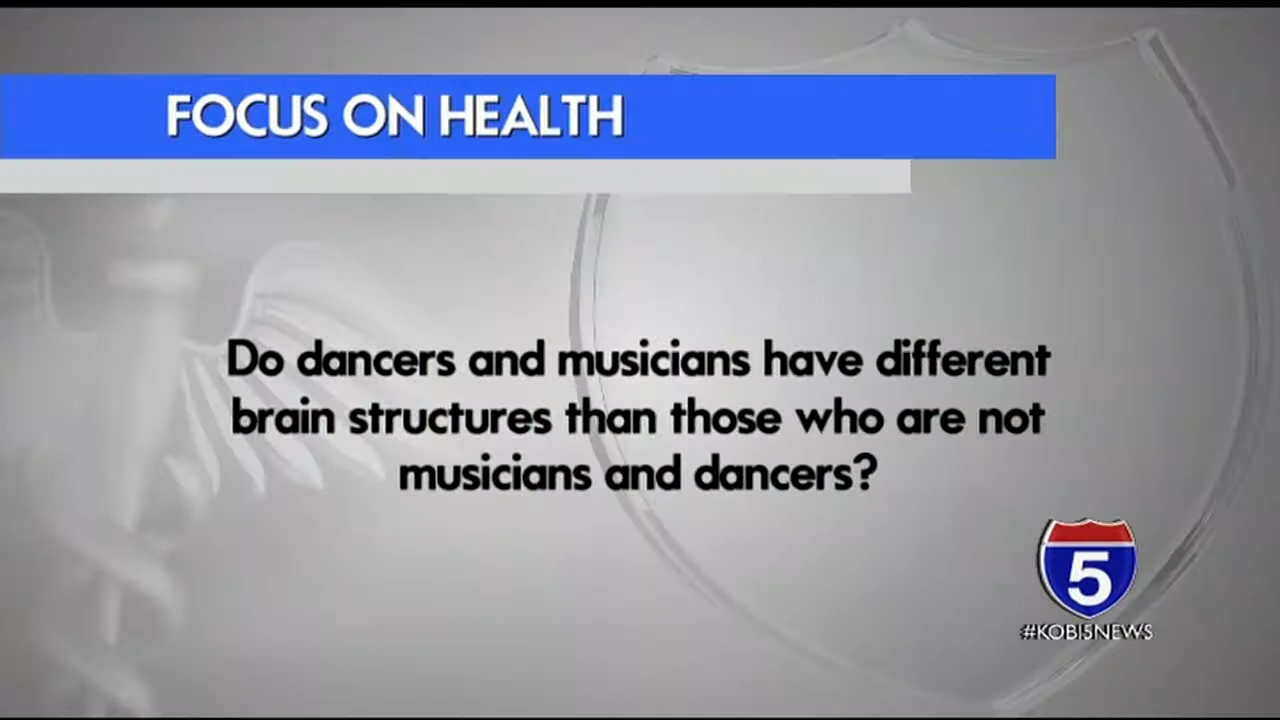 FOCUS ON HEALTH
Do dancers and musicians have different
brain structures than those who are not
musicians and dancers?
5
#KOBI5NEWS